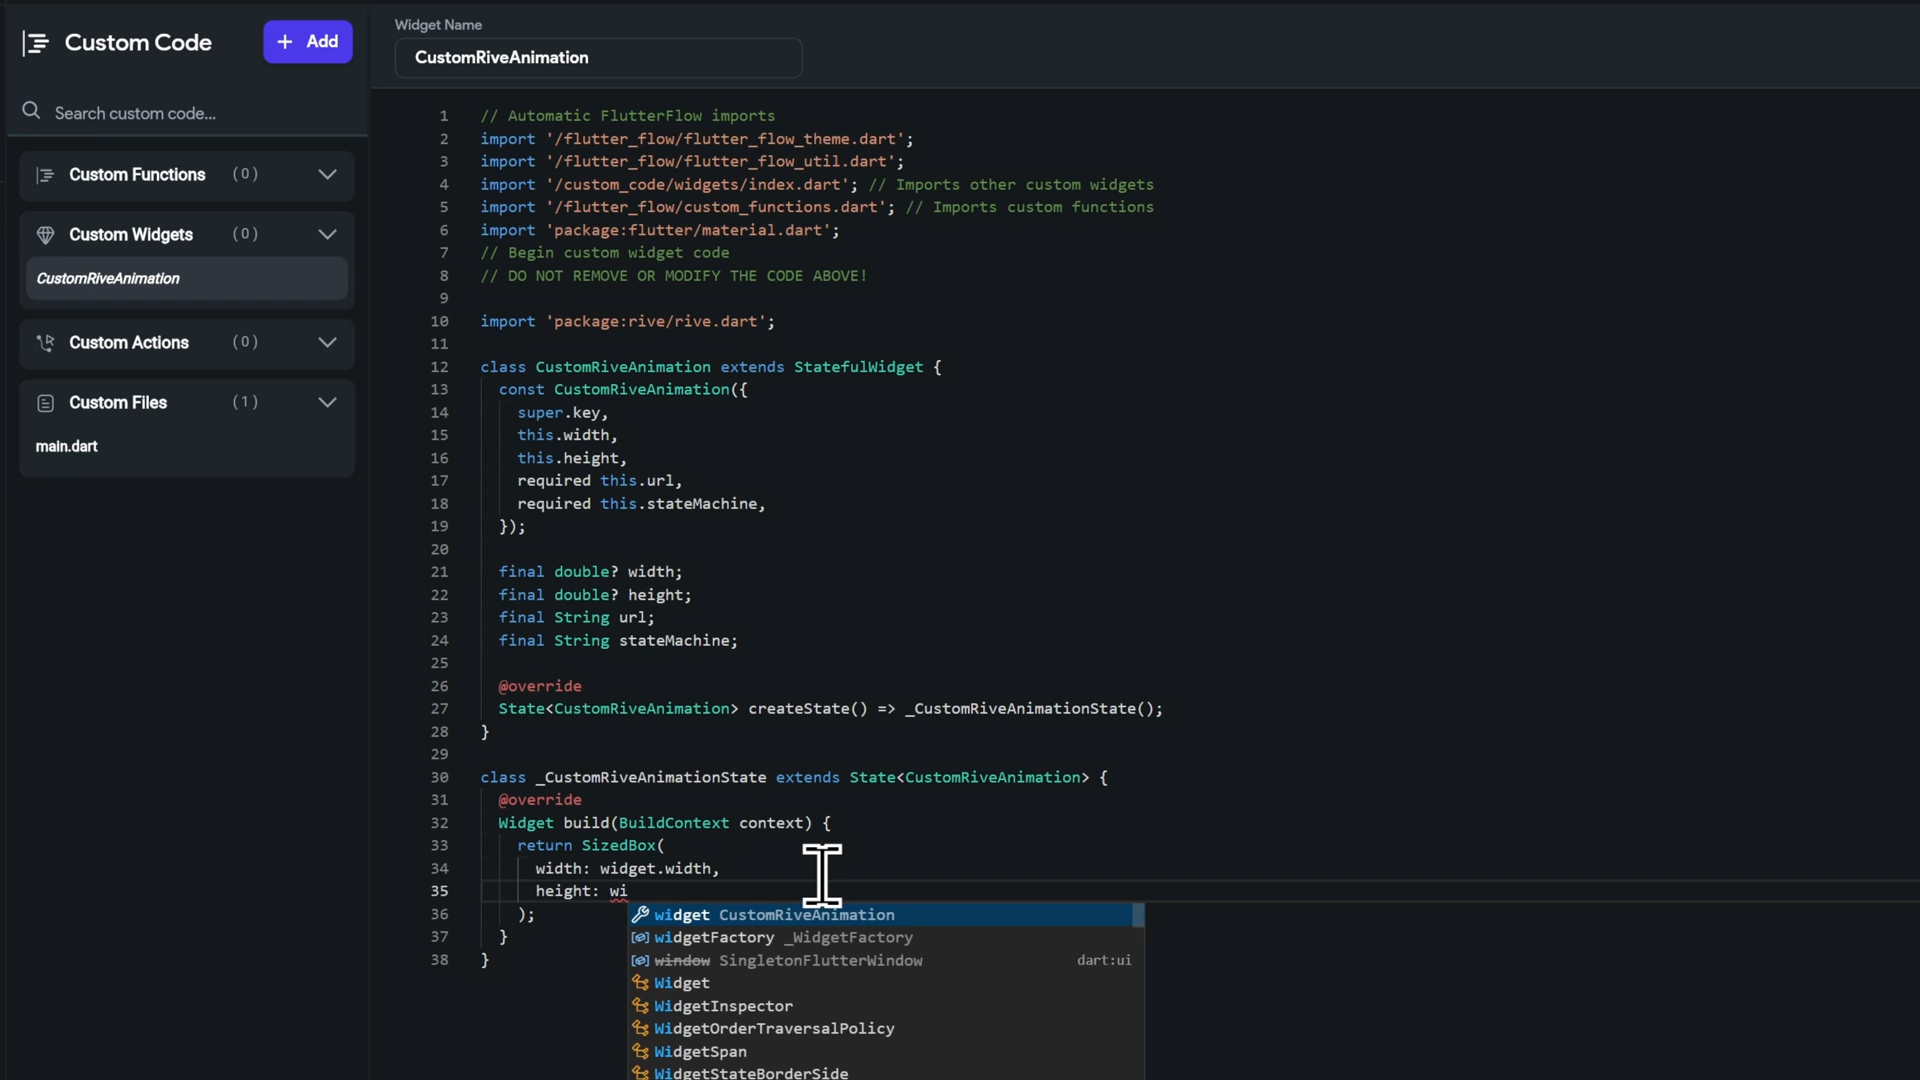 Custom Code
+ Add
Search custom code...
Custom Functions (0)
Custom Widgets (0)
CustomRiveAnimation
Custom Actions (0)
Custom Files (1)
main.dart
Widget Name
CustomRiveAnimation
1 // Automatic FlutterFlow imports
2 import '/flutter_flow/flutter_flow_theme.dart';
3 import '/flutter_flow/flutter_flow_util.dart';
4 import '/custom_code/widgets/index.dart'; // Imports other custom widgets
5 import '/flutter_flow/custom_functions.dart'; // Imports custom functions
6 import 'package:flutter/material.dart';
7 // Begin custom widget code
8 // DO NOT REMOVE OR MODIFY THE CODE ABOVE!
9
10 import 'package:rive/rive.dart';
11
12 class CustomRiveAnimation extends StatefulWidget {
13 const CustomRiveAnimation({
14 super.key,
15 this.width,
16 this.height,
17 required this.url,
18 required this.stateMachine,
19 });
20
21 final double? width;
22 final double? height;
23 final String url;
24 final String stateMachine;
25
26 @override
27 State<CustomRiveAnimation> createState() => _CustomRiveAnimationState();
28 }
29
30 class _CustomRiveAnimationState extends State<CustomRiveAnimation> {
31 @override
32 Widget build(BuildContext context) {
33 return SizedBox(
34 width: widget.width,
35 height: wi
36 );
37 }
38 }
widget CustomRiveAnimation
widgetFactory _WidgetFactory
window SingletonFlutterWindow dart:ui
Widget
WidgetInspector
WidgetOrderTraversalPolicy
WidgetSpan
WidgetStateBorderSide